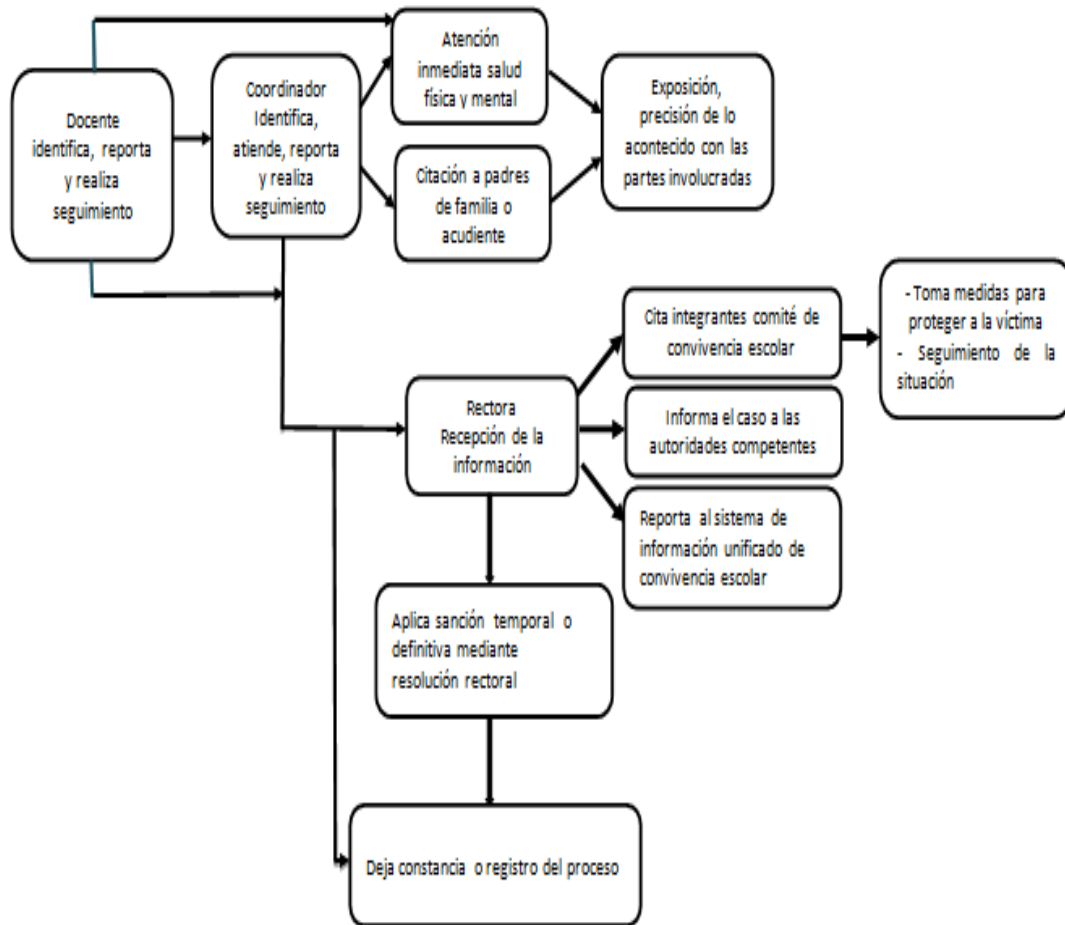 Docente
identifica, reporta
y realiza
seguimiento
Coordinador
Identifica,
atiende, reporta
y realiza
seguimiento
Atención
inmediata salud
física y mental
Citación a padres
de familia o
acudiente
Exposición,
precisión de lo
acontecido con las
partes involucradas
Rectora
Recepción de la
información
Cita integrantes comité de
convivencia escolar
- Toma medidas para
proteger a la víctima
- Seguimiento de la
situación
Informa el caso a las
autoridades competentes
Reporta al sistema de
información unificado de
convivencia escolar
Aplica sanción temporal o
definitiva mediante
resolución rectoral
Deja constancia o registro del proceso